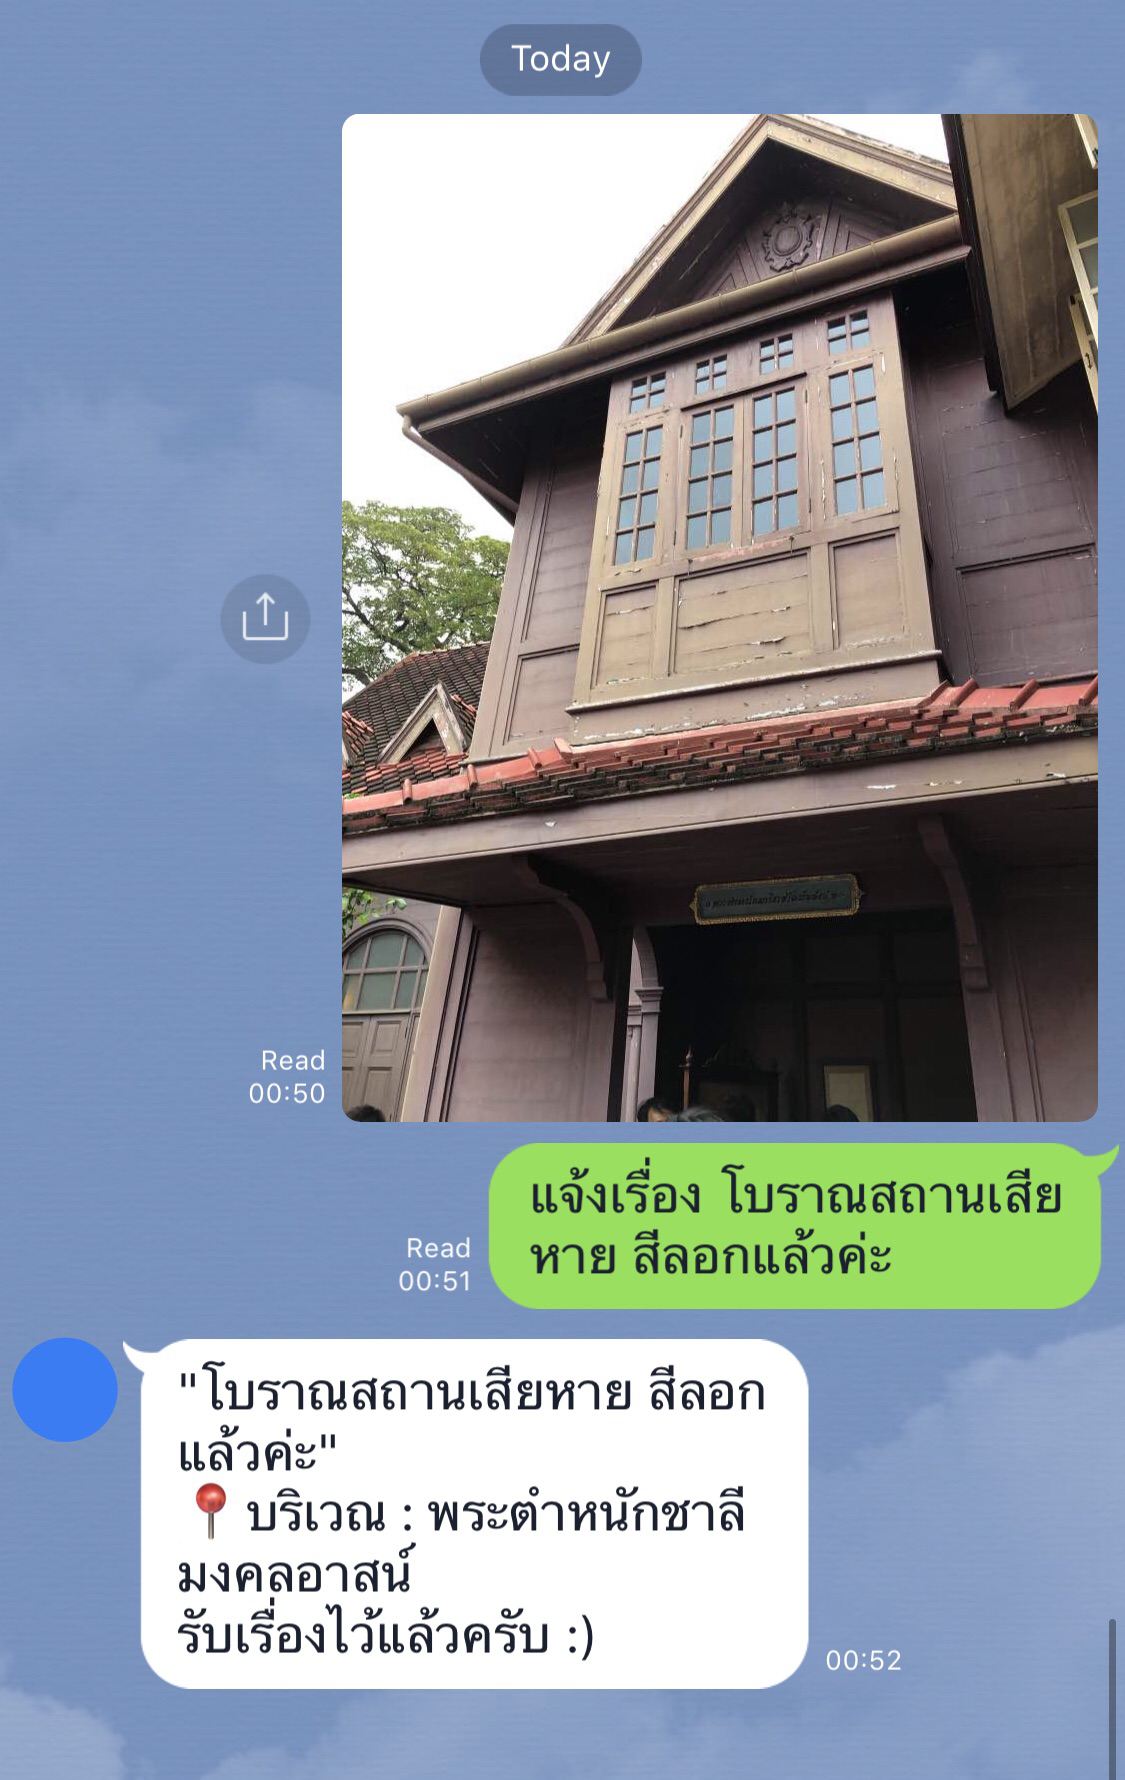 Today
Read
00:50
แจ้งเรื่อง โบราณสถานเสีย
หาย สีลอกแล้วค่ะ
Read
00:51
"โบราณสถานเสียหาย สีลอก
แล้วค่ะ"
📍 บริเวณ : พระตำหนักชาลี
มงคลอาสน์
รับเรื่องไว้แล้วครับ :)
00:52